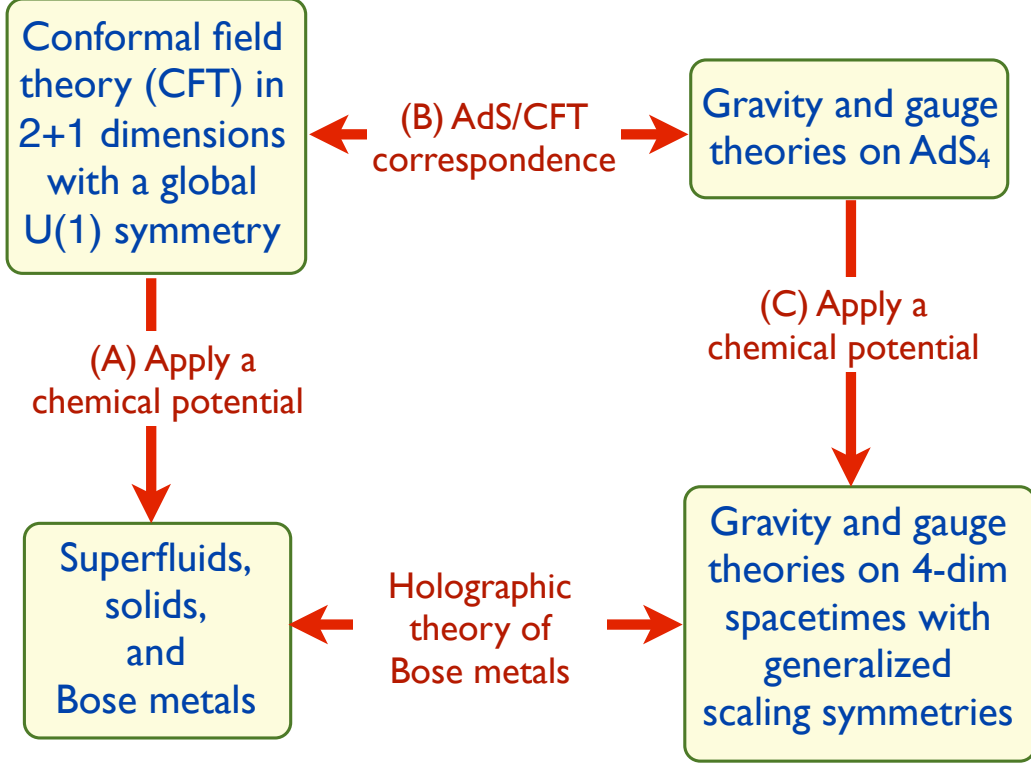 Conformal field
theory (CFT) in
2+1 dimensions
with a global
U(1) symmetry
(B) AdS/CFT
correspondence
Gravity and gauge
theories on AdS₄
(A) Apply a
chemical potential
(C) Apply a
chemical potential
Superfluids,
solids,
and
Bose metals
Holographic
theory of
Bose metals
Gravity and gauge
theories on 4-dim
spacetimes with
generalized
scaling symmetries